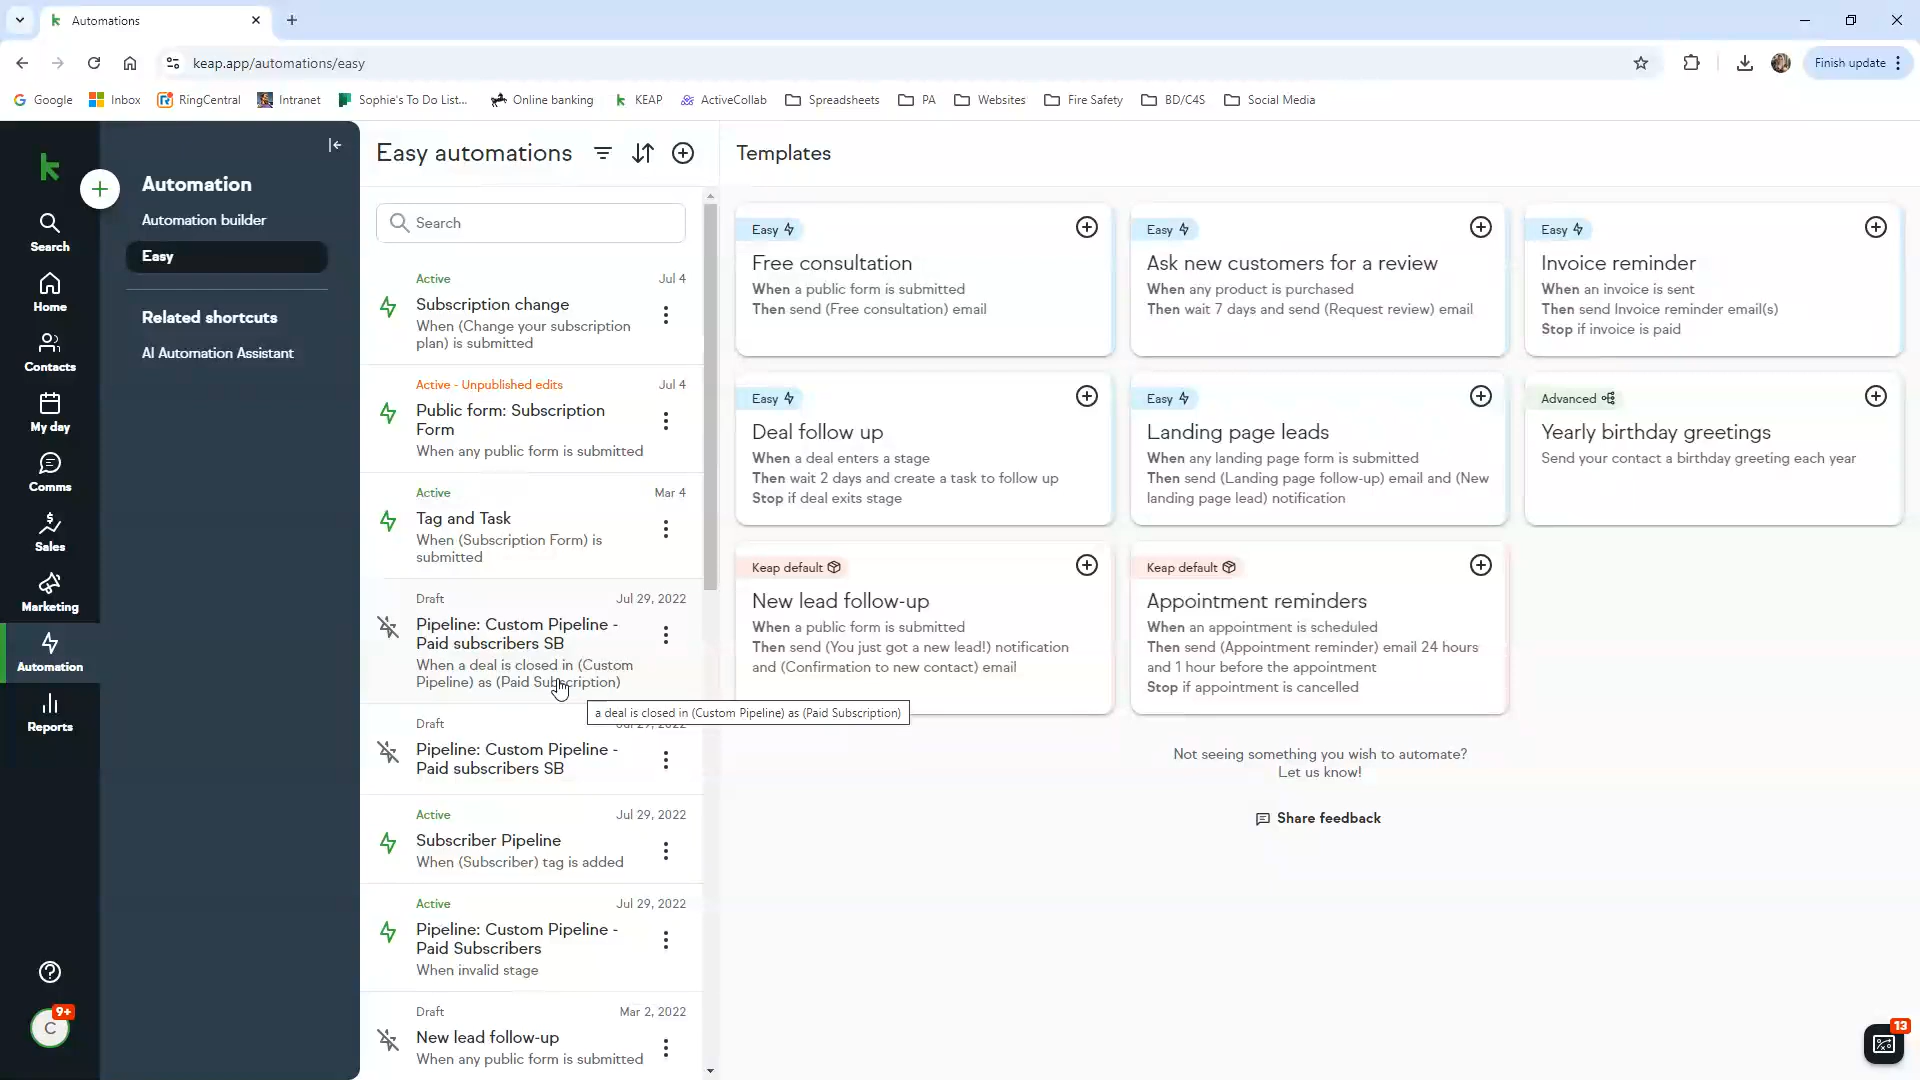 Automations
keap.app/automations/easy
Finish update
Google
Inbox
RingCentral
Intranet
Sophie's To Do List...
Online banking
KEAP
ActiveCollab
Spreadsheets
PA
Websites
Fire Safety
BD/C4S
Social Media
Search
Home
Contacts
My day
Comms
Sales
Marketing
Automation
Reports
9+
C
Automation
Automation builder
Easy
Related shortcuts
AI Automation Assistant
Easy automations
Search
Active
Jul 4
Subscription change
When (Change your subscription
plan) is submitted
Active - Unpublished edits
Jul 4
Public form: Subscription
Form
When any public form is submitted
Active
Mar 4
Tag and Task
When (Subscription Form) is
submitted
Draft
Jul 29, 2022
Pipeline: Custom Pipeline -
Paid subscribers SB
When a deal is closed in (Custom
Pipeline) as (Paid Subscription)
a deal is closed in (Custom Pipeline) as (Paid Subscription)
Draft
Jul 29, 2022
Pipeline: Custom Pipeline -
Paid subscribers SB
Active
Jul 29, 2022
Subscriber Pipeline
When (Subscriber) tag is added
Active
Jul 29, 2022
Pipeline: Custom Pipeline -
Paid Subscribers
When invalid stage
Draft
Mar 2, 2022
New lead follow-up
When any public form is submitted
Templates
Easy
Free consultation
When a public form is submitted
Then send (Free consultation) email
Easy
Ask new customers for a review
When any product is purchased
Then wait 7 days and send (Request review) email
Easy
Invoice reminder
When an invoice is sent
Then send Invoice reminder email(s)
Stop if invoice is paid
Easy
Deal follow up
When a deal enters a stage
Then wait 2 days and create a task to follow up
Stop if deal exits stage
Easy
Landing page leads
When any landing page form is submitted
Then send (Landing page follow-up) email and (New
landing page lead) notification
Advanced
Yearly birthday greetings
Send your contact a birthday greeting each year
Keap default
New lead follow-up
When a public form is submitted
Then send (You just got a new lead!) notification
and (Confirmation to new contact) email
Keap default
Appointment reminders
When an appointment is scheduled
Then send (Appointment reminder) email 24 hours
and 1 hour before the appointment
Stop if appointment is cancelled
Not seeing something you wish to automate?
Let us know!
Share feedback
13